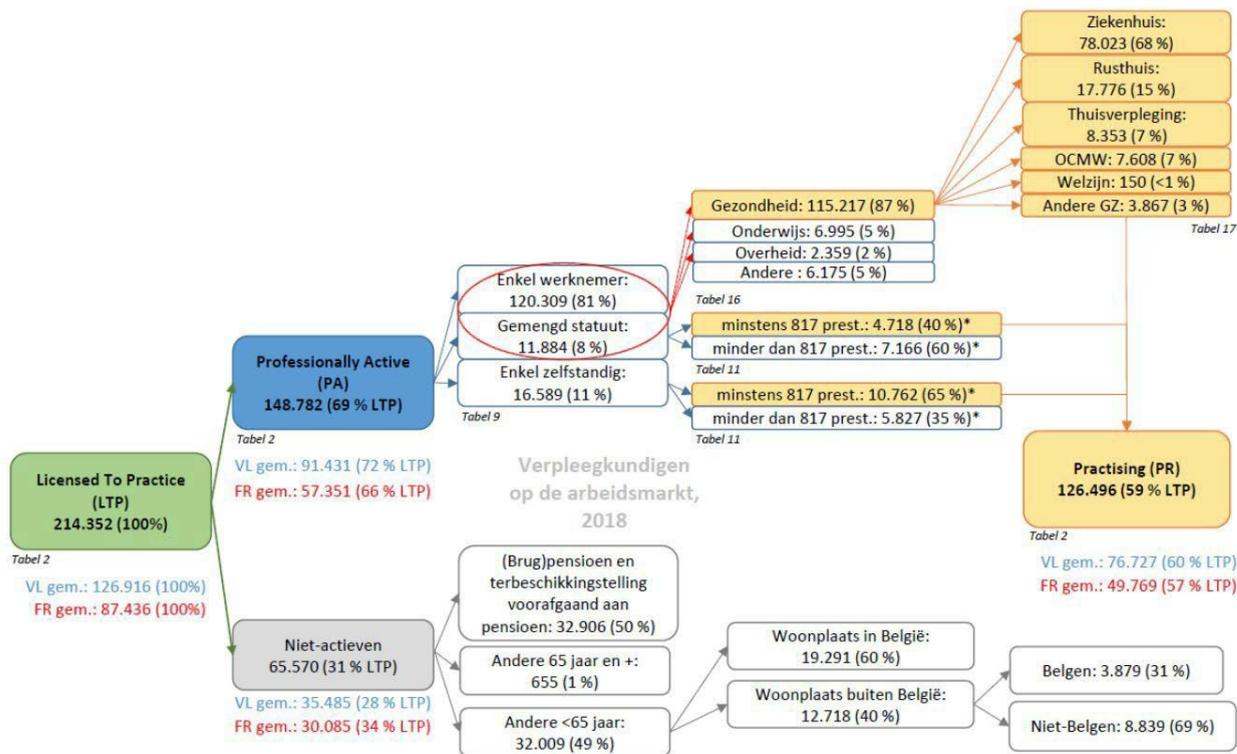 Ziekenhuis:
78.023 (68 %)
Rusthuis:
17.776 (15 %)
Thuisverpleging:
8.353 (7 %)
OCMW: 7.608 (7 %)
Welzijn: 150 (<1 %)
Andere GZ: 3.867 (3 %)
Tabel 17
Gezondheid: 115.217 (87 %)
Onderwijs: 6.995 (5 %)
Overheid: 2.359 (2 %)
Andere : 6.175 (5 %)
Tabel 16
Enkel werknemer:
120.309 (81 %)
Gemengd statuut:
11.884 (8 %)
Enkel zelfstandig:
16.589 (11 %)
Tabel 9
minstens 817 prest.: 4.718 (40 %)*
minder dan 817 prest.: 7.166 (60 %)*
Tabel 11
minstens 817 prest.: 10.762 (65 %)*
minder dan 817 prest.: 5.827 (35 %)*
Tabel 11
Professionally Active
(PA)
148.782 (69 % LTP)
Tabel 2
VL gem.: 91.431 (72 % LTP)
FR gem.: 57.351 (66 % LTP)
Verpleegkundigen
op de arbeidsmarkt,
2018
Licensed To Practice
(LTP)
214.352 (100%)
Tabel 2
VL gem.: 126.916 (100%)
FR gem.: 87.436 (100%)
Practising (PR)
126.496 (59 % LTP)
Tabel 2
VL gem.: 76.727 (60 % LTP)
FR gem.: 49.769 (57 % LTP)
Niet-actieven
65.570 (31 % LTP)
VL gem.: 35.485 (28 % LTP)
FR gem.: 30.085 (34 % LTP)
(Brug)pensioen en
terbeschikkingstelling
voorafgaand aan
pensioen: 32.906 (50 %)
Andere 65 jaar en +:
655 (1 %)
Andere <65 jaar:
32.009 (49 %)
Woonplaats in België:
19.291 (60 %)
Woonplaats buiten België:
12.718 (40 %)
Belgen: 3.879 (31 %)
Niet-Belgen: 8.839 (69 %)